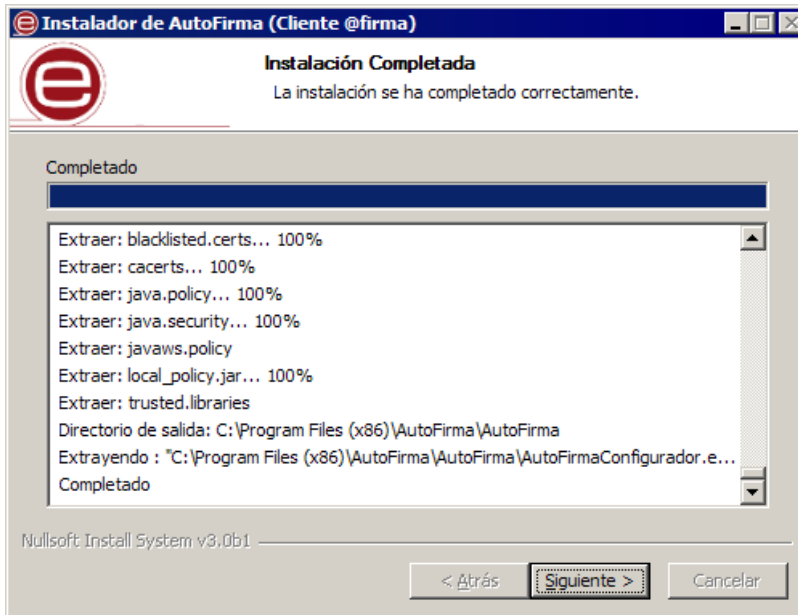 Instalador de AutoFirma (Cliente @firma)
Instalación Completada
La instalación se ha completado correctamente.
Completado
Extraer: blacklisted.certs... 100%
Extraer: cacerts... 100%
Extraer: java.policy... 100%
Extraer: java.security... 100%
Extraer: javaws.policy
Extraer: local_policy.jar... 100%
Extraer: trusted.libraries
Directorio de salida: C:\Program Files (x86)\AutoFirma\AutoFirma
Extrayendo : "C:\Program Files (x86)\AutoFirma\AutoFirma\AutoFirmaConfigurador.e...
Completado
Nullsoft Install System v3.0b1
< Atrás Siguiente > Cancelar